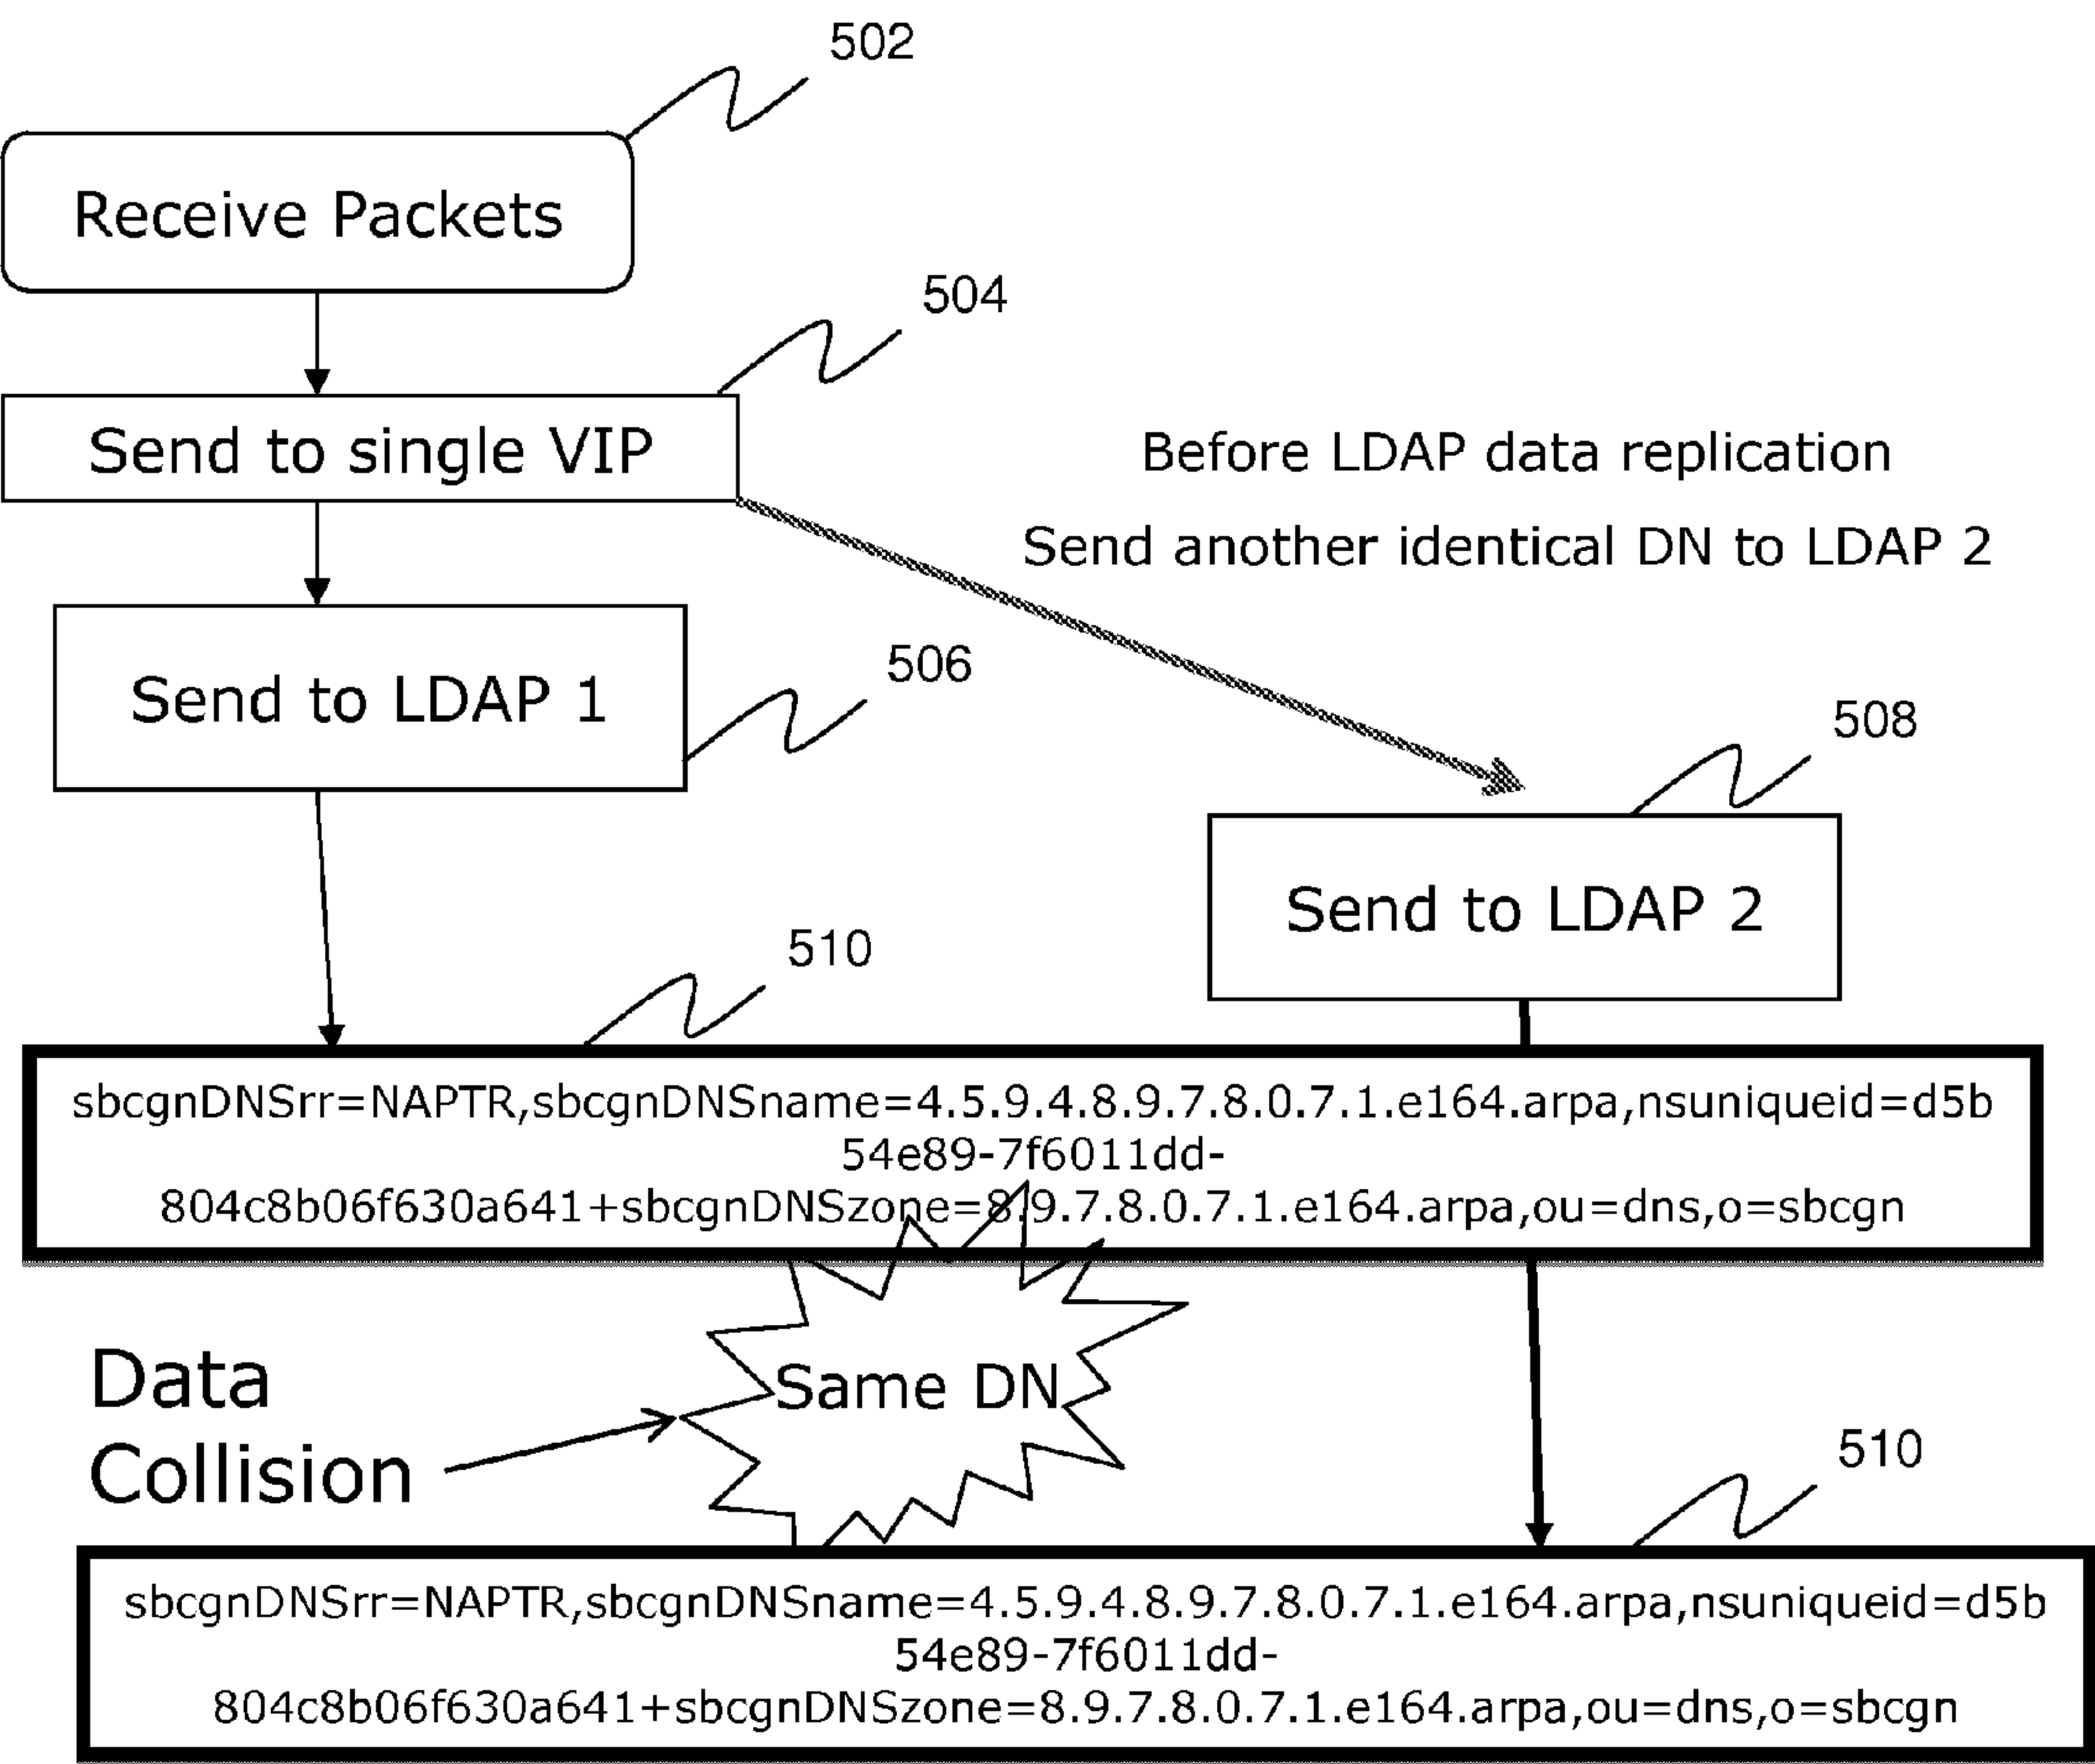 502
Receive Packets
504
Send to single VIP
Before LDAP data replication
Send another identical DN to LDAP 2
506
Send to LDAP 1
508
Send to LDAP 2
510
sbcgnDNSrr=NAPTR,sbcgnDNSname=4.5.9.4.8.9.7.8.0.7.1.e164.arpa,nsuniqueid=d5b
54e89-7f6011dd-
804c8b06f630a641+sbcgnDNSzone=8.9.7.8.0.7.1.e164.arpa,ou=dns,o=sbcgn
Data
Collision
Same DN
510
sbcgnDNSrr=NAPTR,sbcgnDNSname=4.5.9.4.8.9.7.8.0.7.1.e164.arpa,nsuniqueid=d5b
54e89-7f6011dd-
804c8b06f630a641+sbcgnDNSzone=8.9.7.8.0.7.1.e164.arpa,ou=dns,o=sbcgn